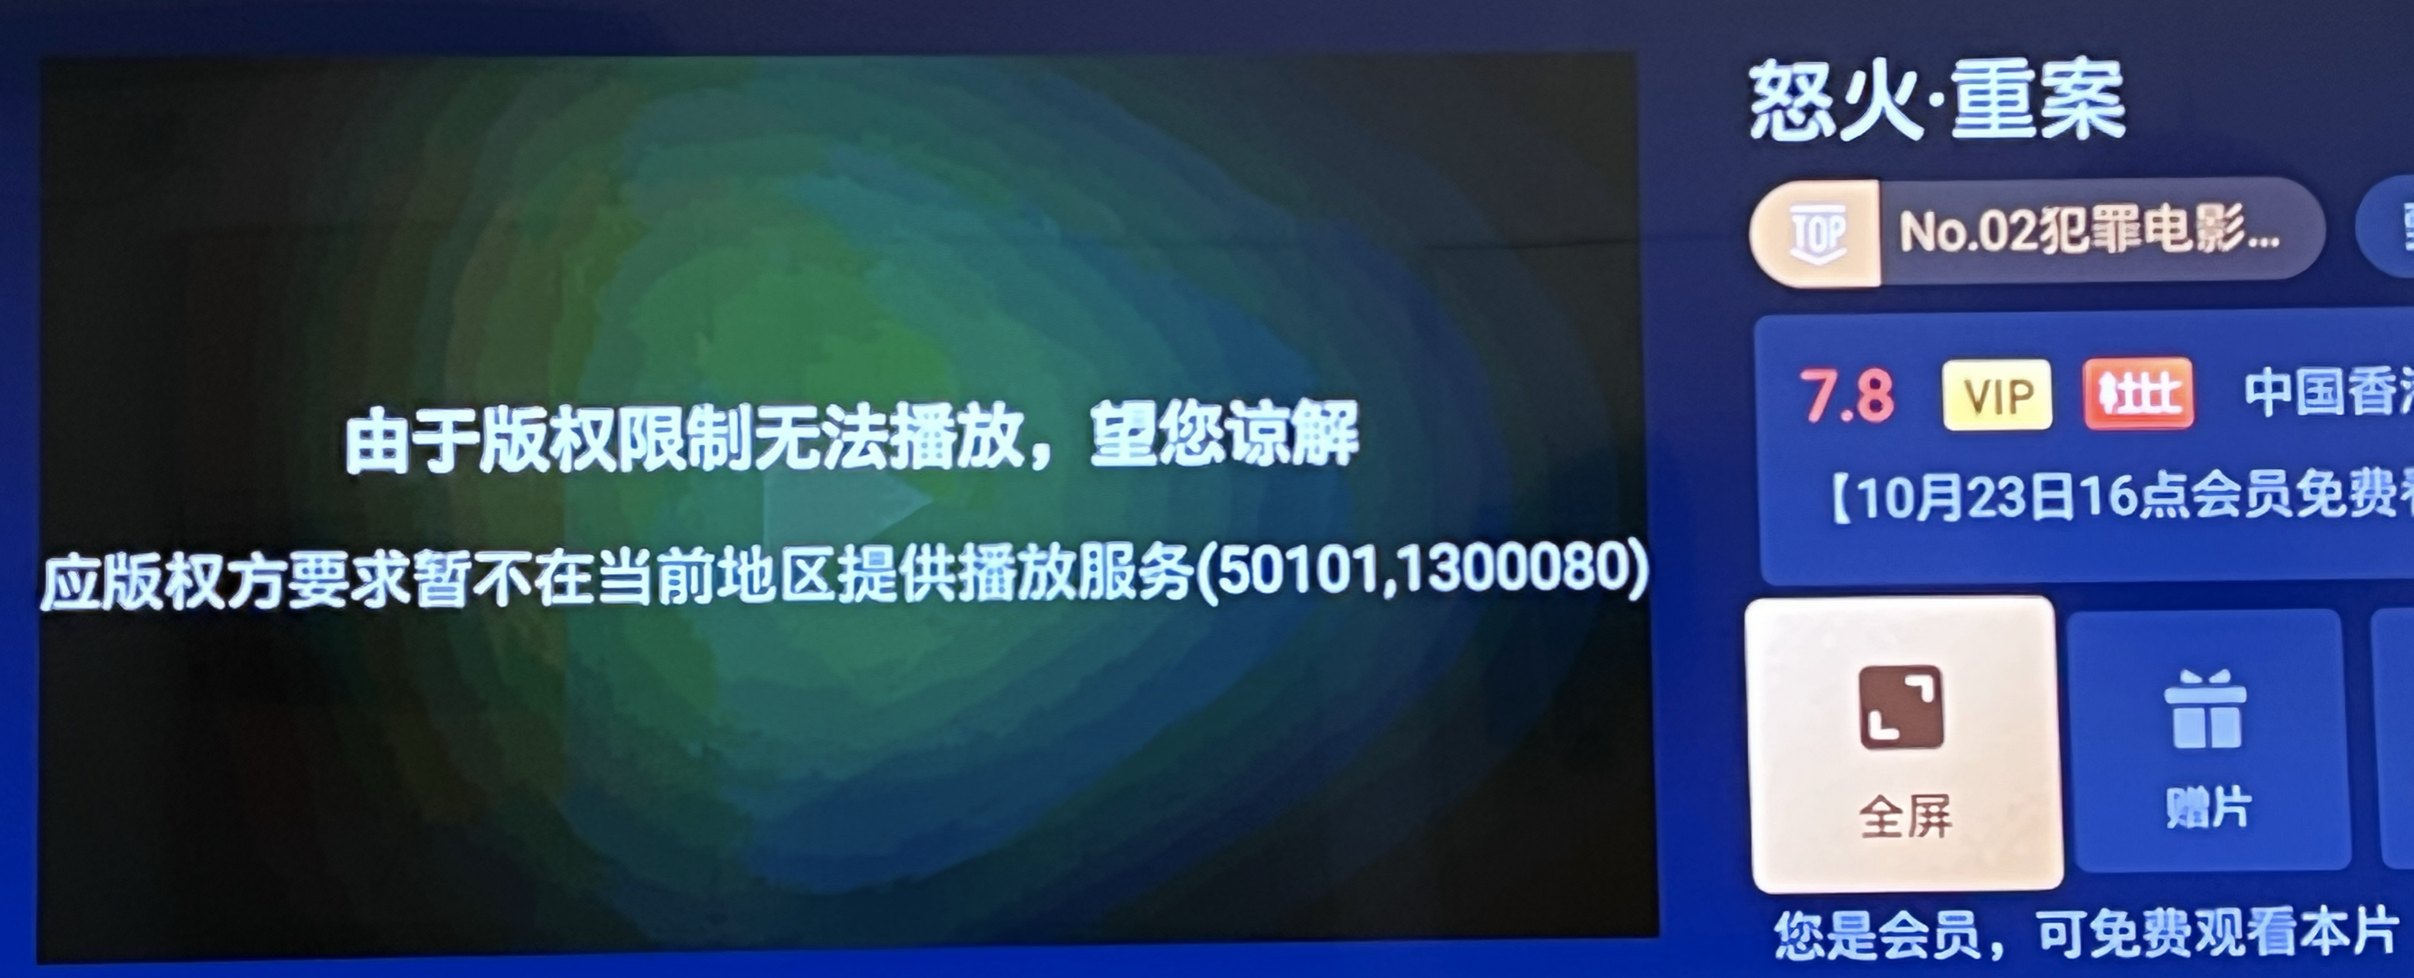 由于版权限制无法播放，望您谅解
应版权方要求暂不在当前地区提供播放服务(50101,1300080)
怒火·重案
TOP No.02犯罪电影...
7.8 VIP 杜比 中国香
【10月23日16点会员免费
全屏
赠片
您是会员，可免费观看本片